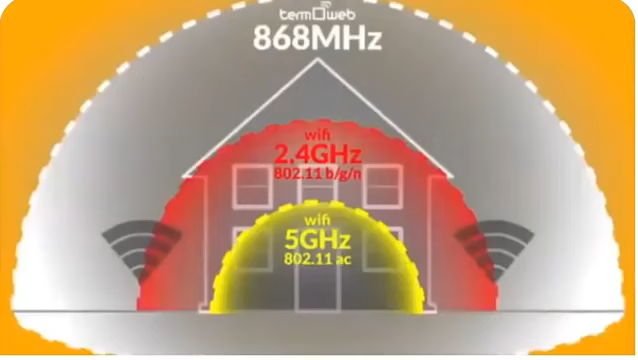 termOweb
868MHz
wifi
2,4GHz
802.11 b/g/n
wifi
5GHz
802.11 ac